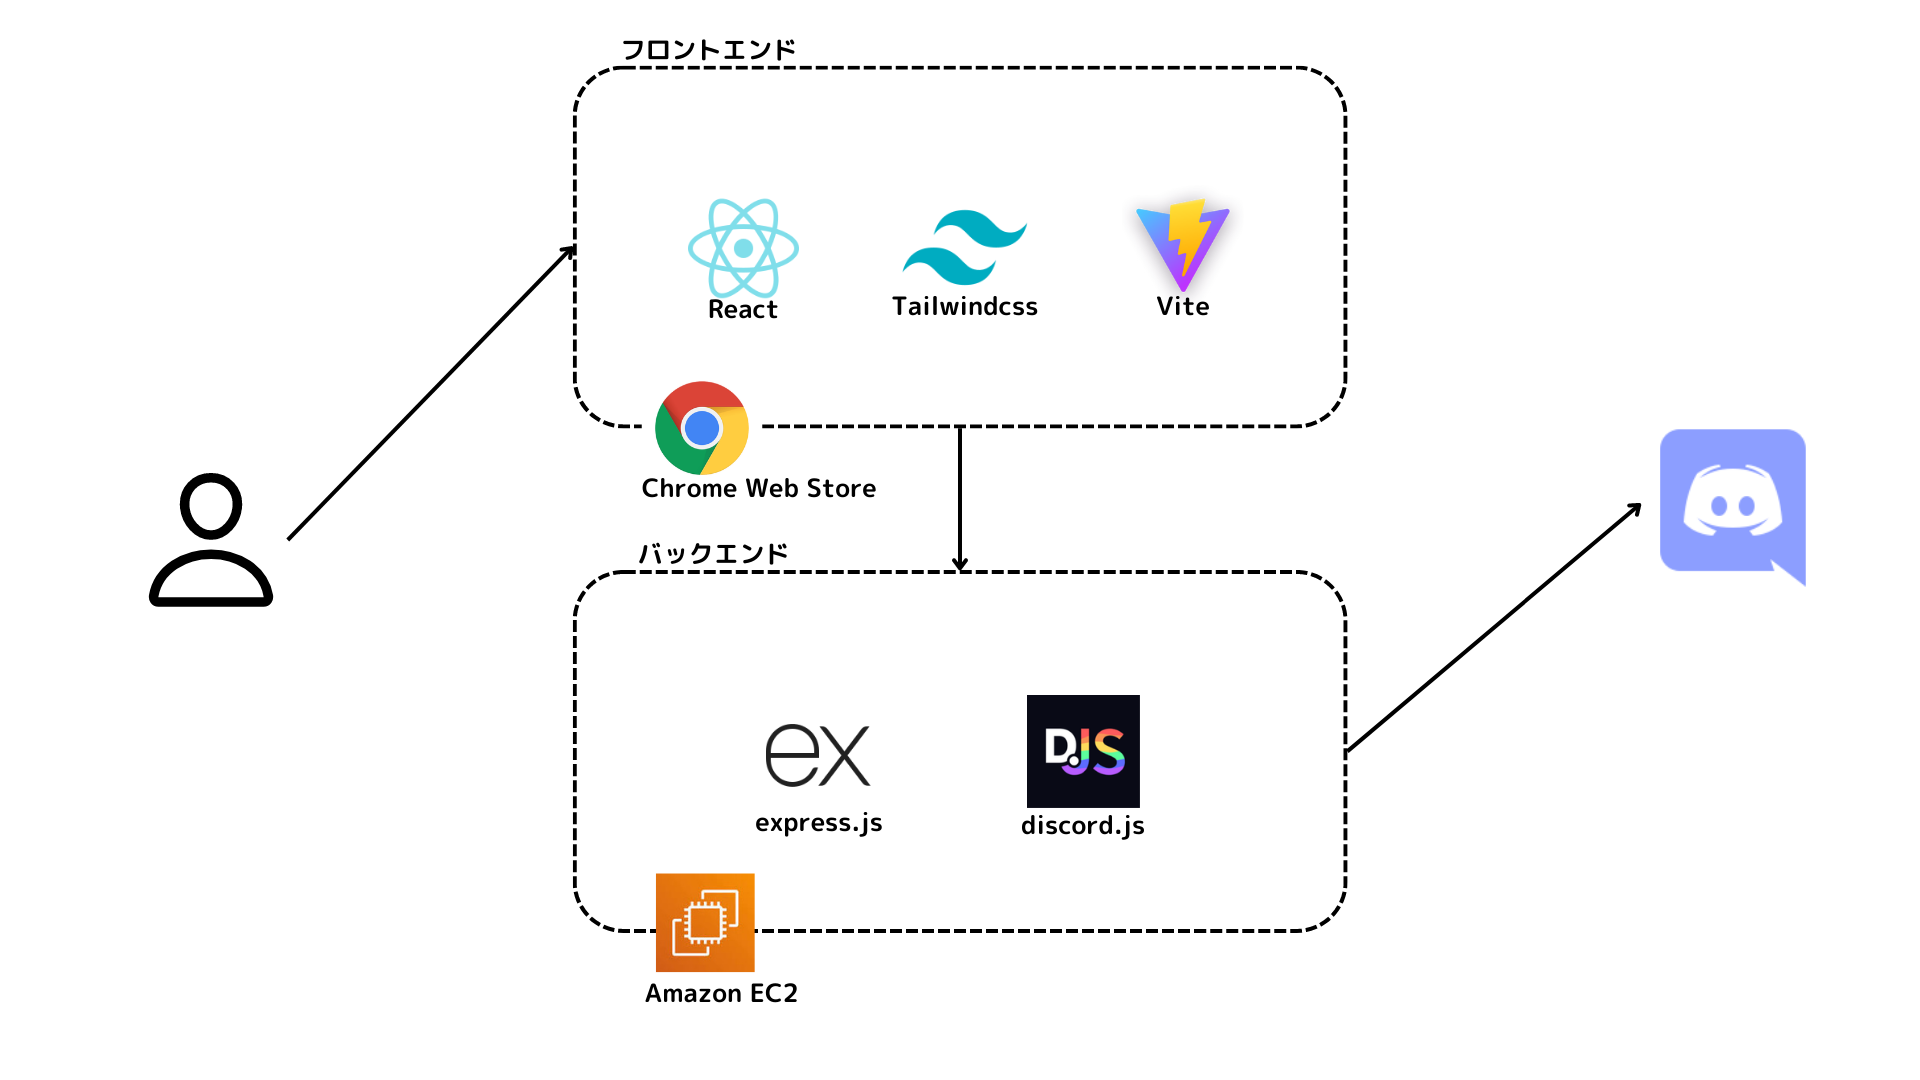 フロントエンド
React
Tailwindcss
Vite
Chrome Web Store
バックエンド
ex
DJS
express.js
discord.js
Amazon EC2